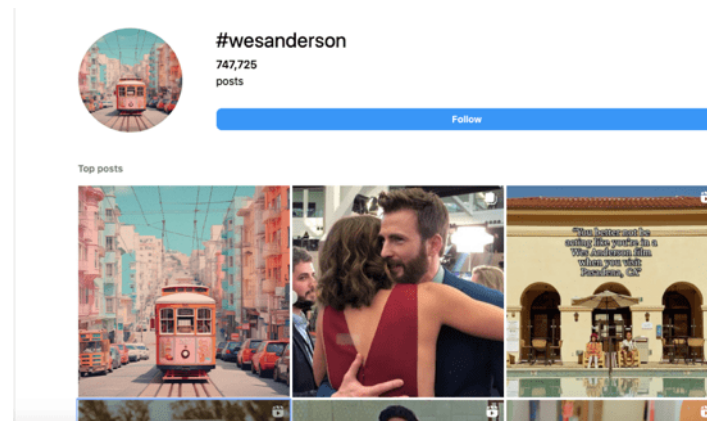 #wesanderson
747,725
posts
Follow
Top posts
"You better not be
acting like you're in a
Wes Anderson film
when you visit
Pasadena, CA"